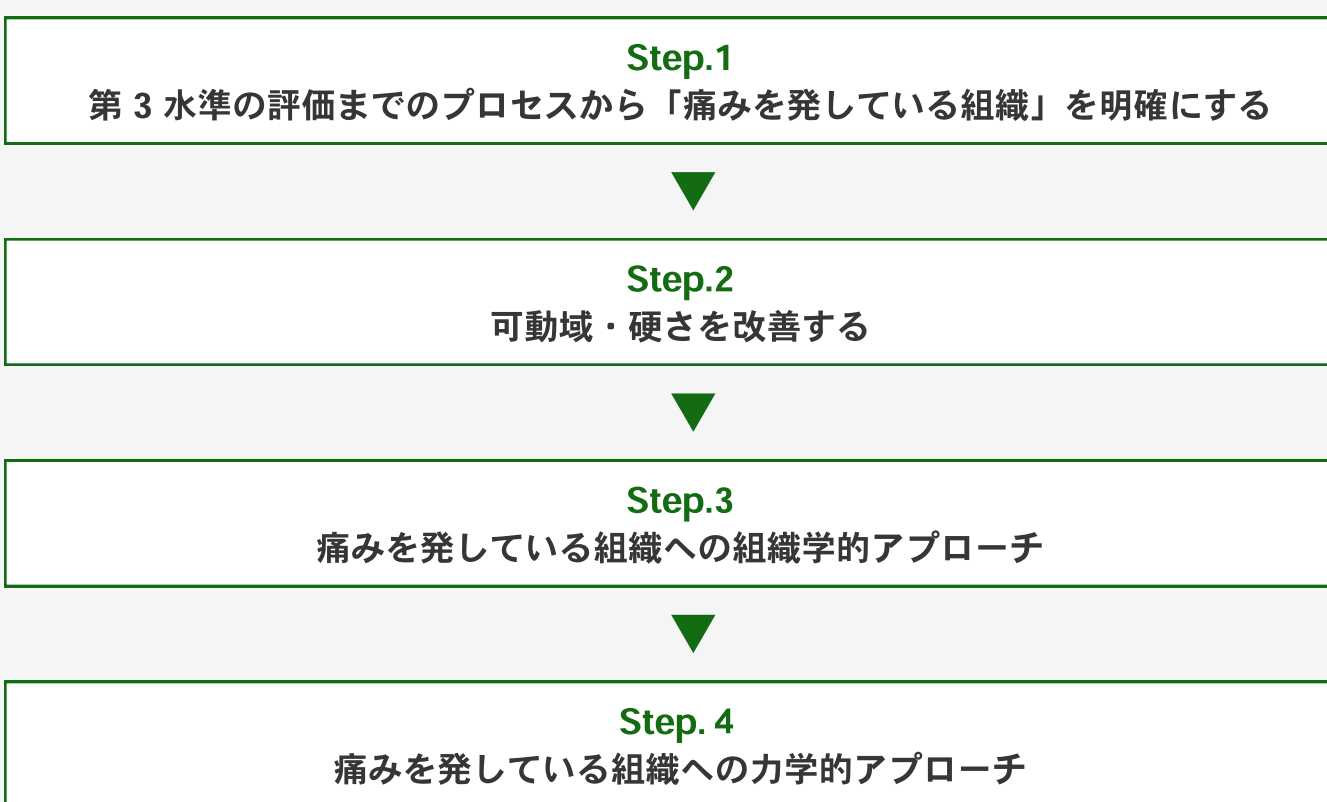 Step.1
第 3 水準の評価までのプロセスから「痛みを発している組織」を明確にする
Step.2
可動域・硬さを改善する
Step.3
痛みを発している組織への組織学的アプローチ
Step. 4
痛みを発している組織への力学的アプローチ